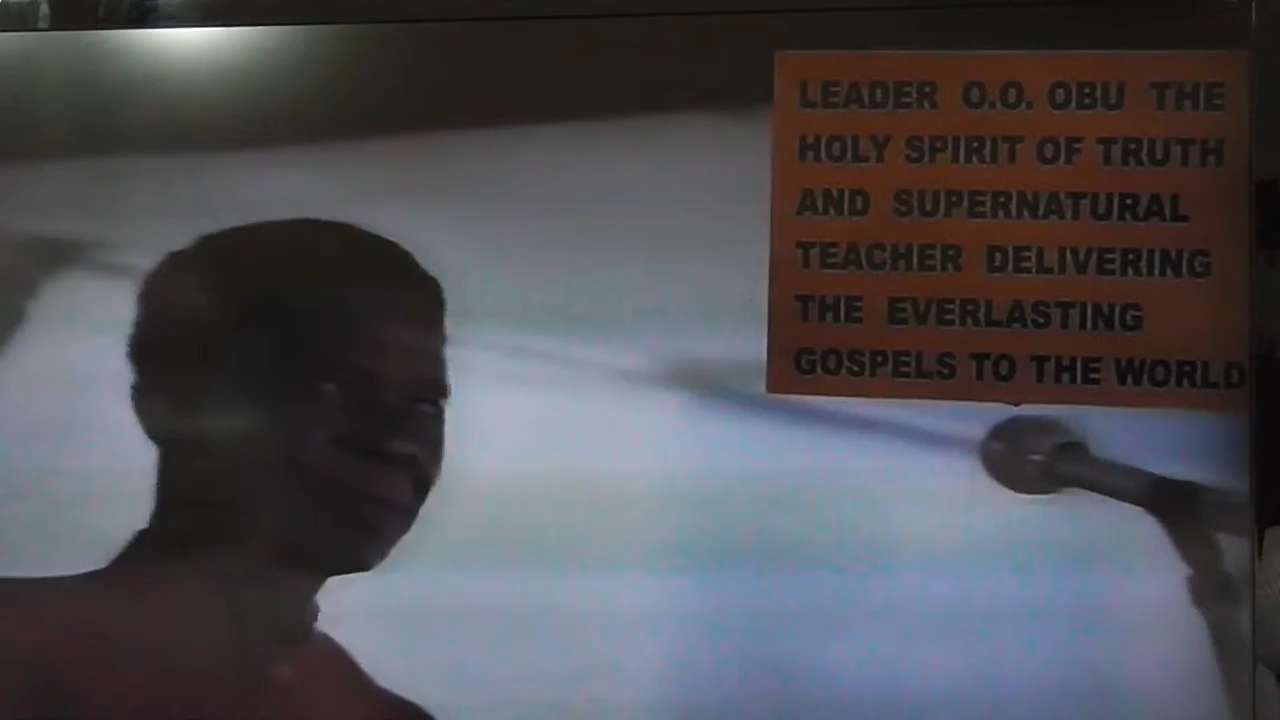 LEADER O.O. OBU THE
HOLY SPIRIT OF TRUTH
AND SUPERNATURAL
TEACHER DELIVERING
THE EVERLASTING
GOSPELS TO THE WORLD